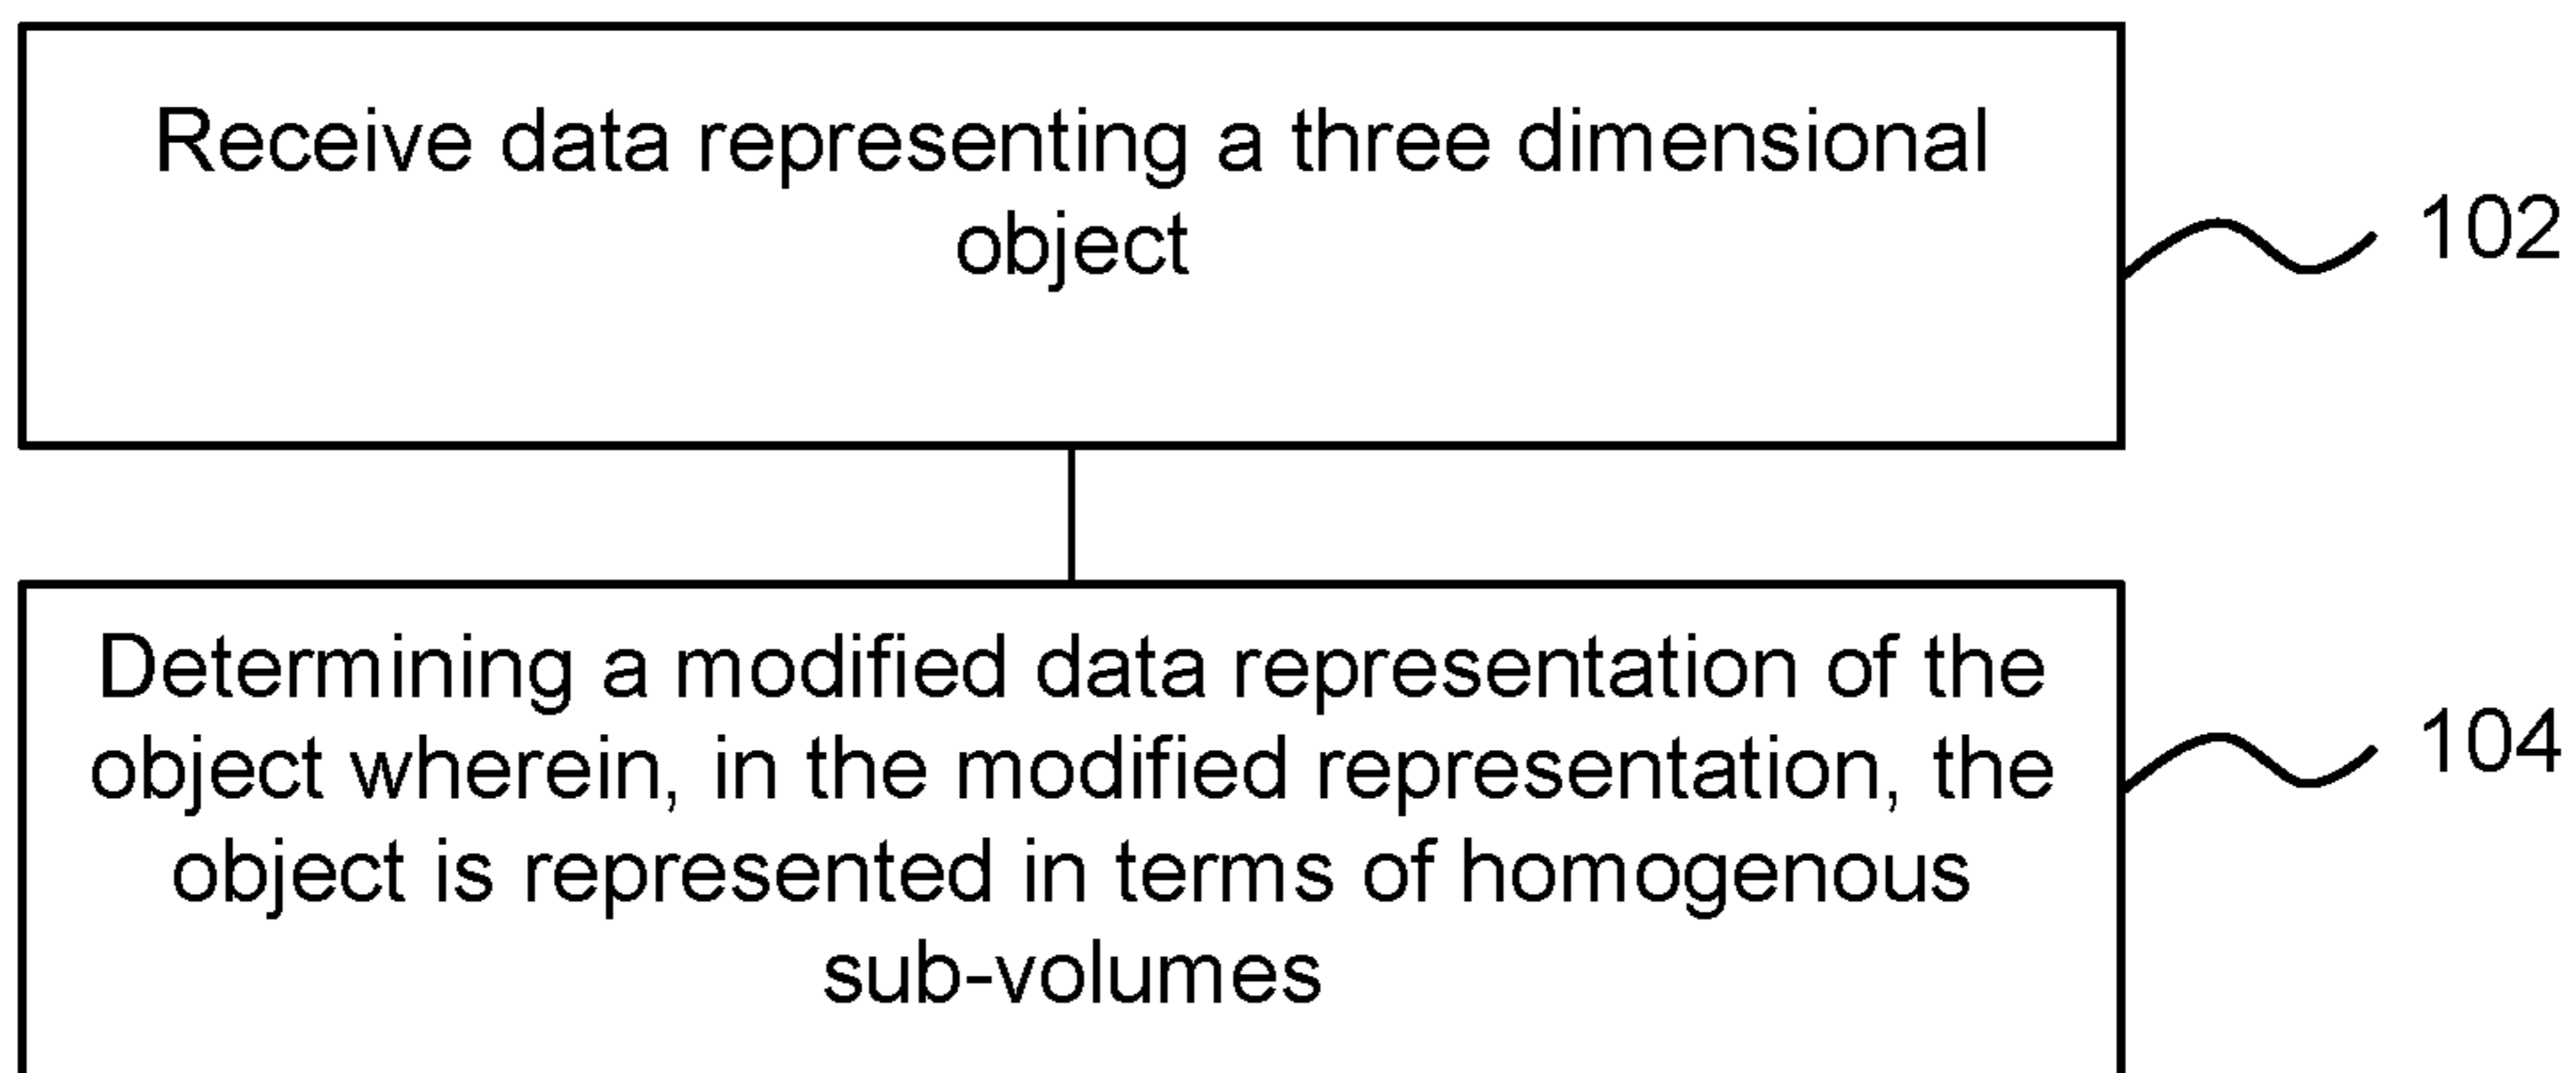 Receive data representing a three dimensional
object
102
Determining a modified data representation of the
object wherein, in the modified representation, the
object is represented in terms of homogenous
sub-volumes
104